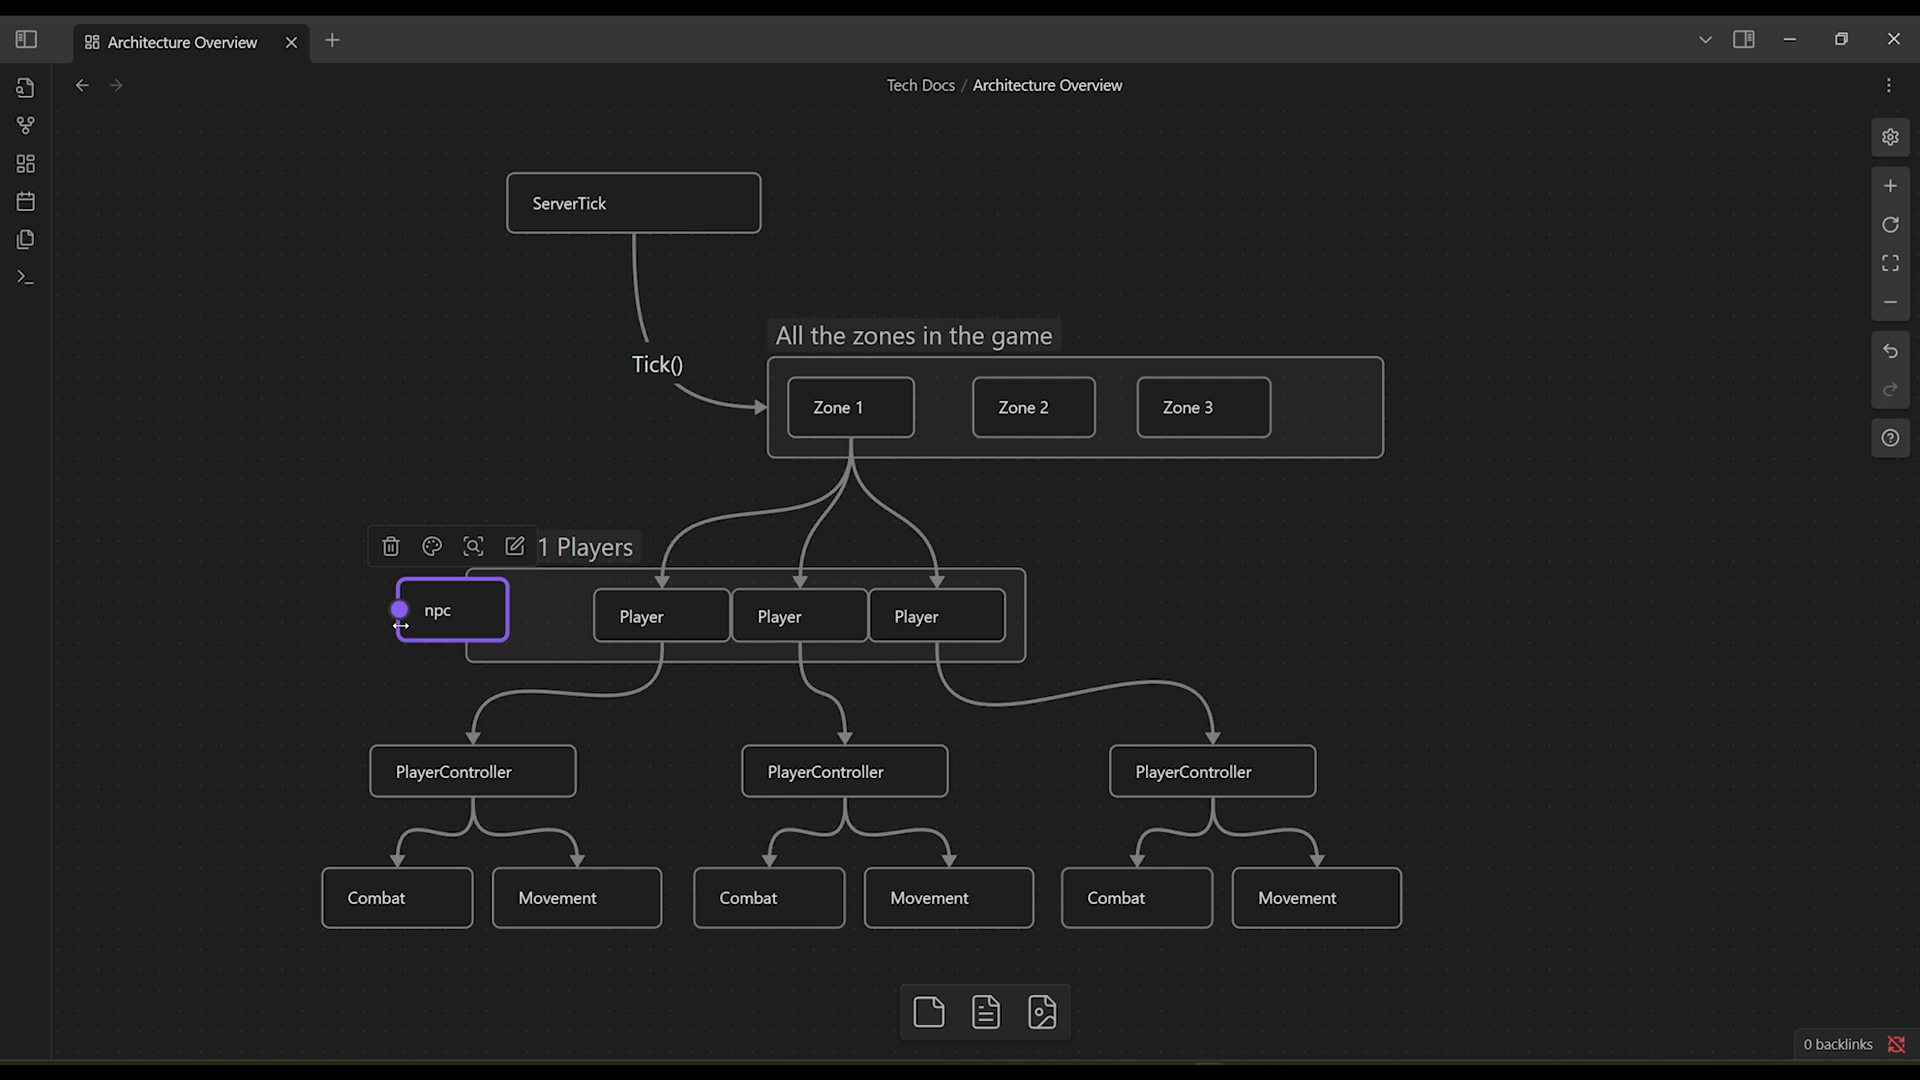 Architecture Overview
Tech Docs / Architecture Overview
ServerTick
Tick()
All the zones in the game
Zone 1
Zone 2
Zone 3
1 Players
npc
Player
Player
Player
PlayerController
PlayerController
PlayerController
Combat
Movement
Combat
Movement
Combat
Movement
0 backlinks